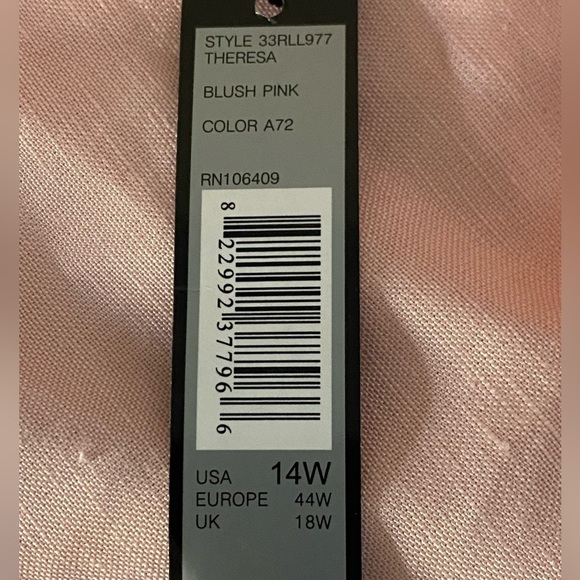 STYLE 33RLL977
THERESA
BLUSH PINK
COLOR A72
RN106409
8 22992 37796 6
USA 14W
EUROPE 44W
UK 18W